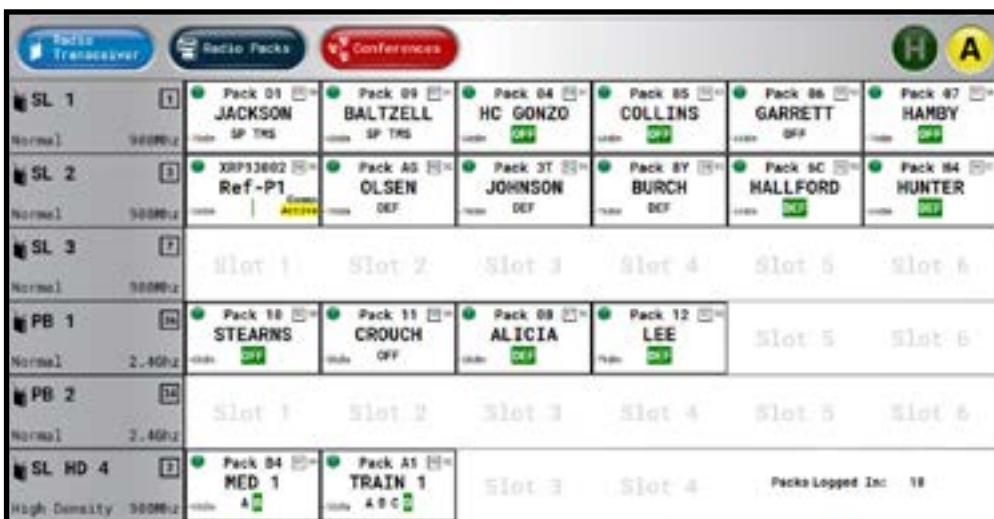 Radio
Transceiver
Radio Packs
Conferences
H
A
SL 1
1
Normal
900Mhz
Pack 01
JACKSON
SP TMS
Pack 09
BALTZELL
SP TMS
Pack 04
HC GONZO
OFF
Pack 05
COLLINS
OFF
Pack 06
GARRETT
OFF
Pack 07
HAMBY
OFF
SL 2
Normal
900Mhz
Ref-P1
Comms
Active
Pack AG
OLSEN
DEF
Pack 3T
JOHNSON
DEF
Pack 8Y
BURCH
DEF
Pack 6C
HALLFORD
DEF
Pack H4
HUNTER
DEF
SL 3
7
Normal
900Mhz
Slot 1
Slot 2
Slot 3
Slot 4
Slot 5
Slot 6
PB 1
Normal
2.4Ghz
Pack 10
STEARNS
OFF
Pack 11
CROUCH
OFF
Pack 08
ALICIA
DEF
Pack 12
LEE
DEF
Slot 5
Slot 6
PB 2
Normal
2.4Ghz
Slot 1
Slot 2
Slot 3
Slot 4
Slot 5
Slot 6
SL HD 4
High Density
900Mhz
Pack B4
MED 1
A B
Pack A1
TRAIN 1
A B C D
Slot 3
Slot 4
Packs Logged In: 18